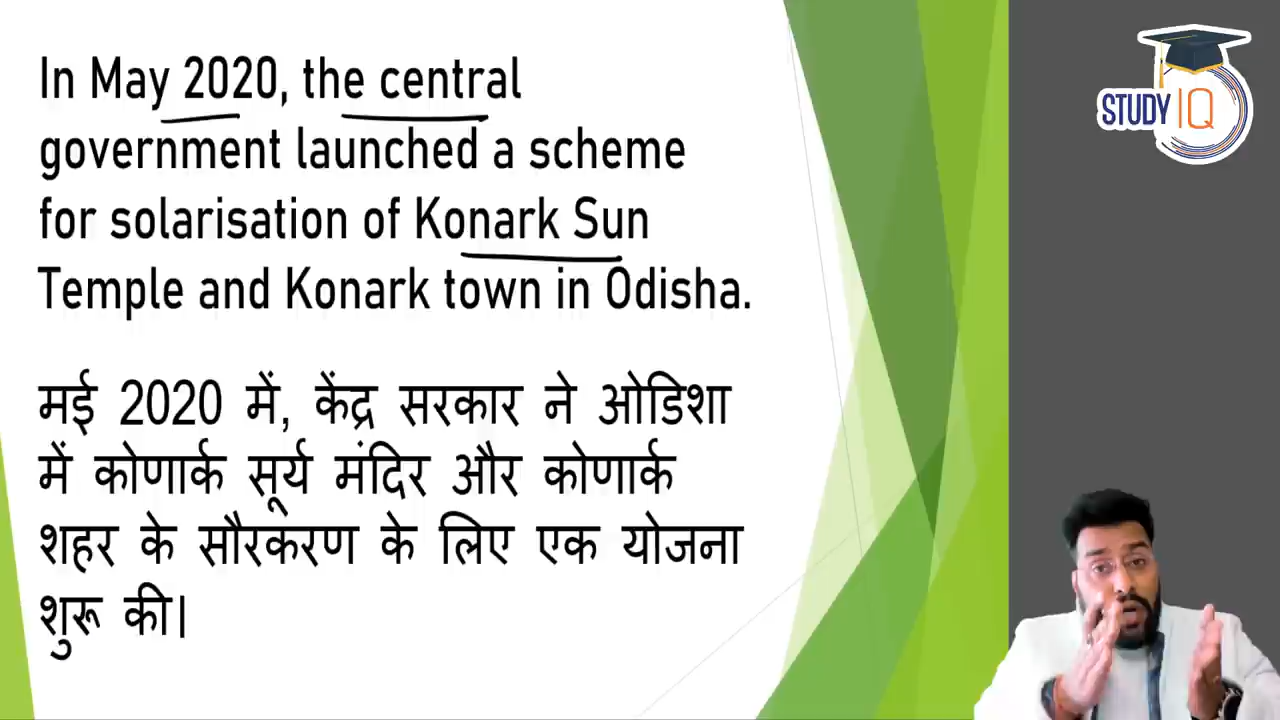 In May 2020, the central
government launched a scheme
for solarisation of Konark Sun
Temple and Konark town in Odisha.
मई 2020 में, केंद्र सरकार ने ओडिशा
में कोणार्क सूर्य मंदिर और कोणार्क
शहर के सौरकरण के लिए एक योजना
शुरू की।
STUDY IQ